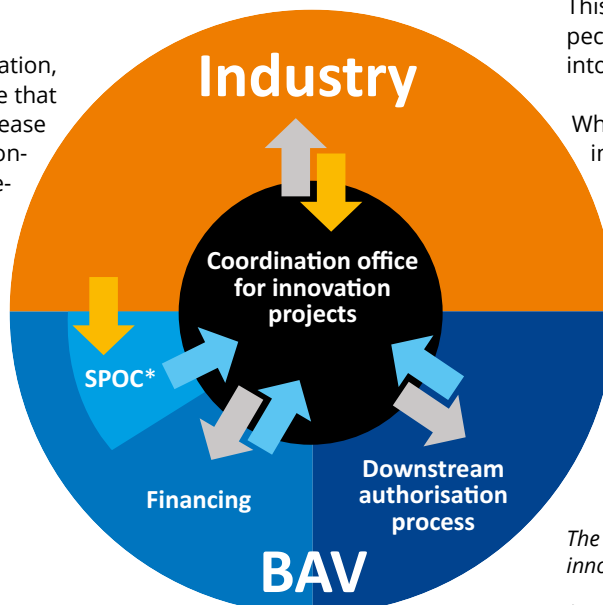 ation,
e that
ease
on-
e-
This
pec
into
Wh
in
Industry
Coordination office
for innovation
projects
SPOC*
Financing
Downstream
authorisation
process
BAV
The
inno